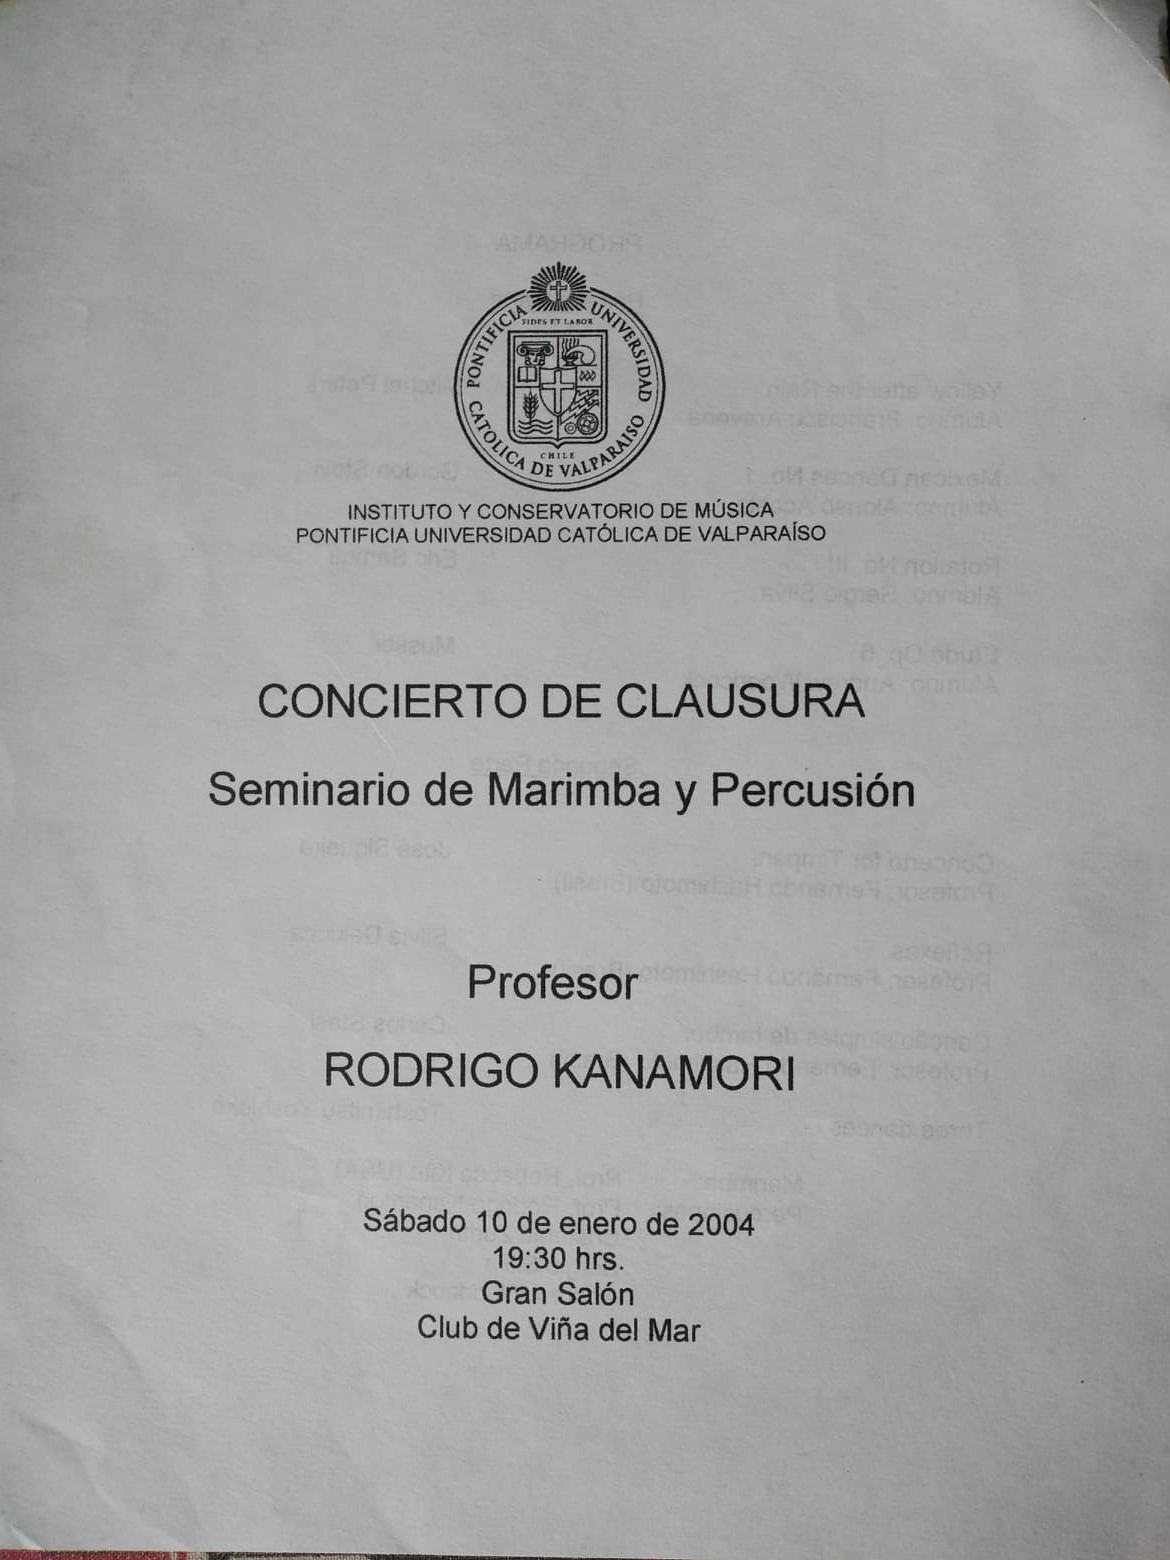 PONTIFICIA UNIVERSIDAD
CATOLICA DE VALPARAISO
FIDES ET LABOR
CHILE
INSTITUTO Y CONSERVATORIO DE MÚSICA
PONTIFICIA UNIVERSIDAD CATÓLICA DE VALPARAÍSO
CONCIERTO DE CLAUSURA
Seminario de Marimba y Percusión
Profesor
RODRIGO KANAMORI
Sábado 10 de enero de 2004
19:30 hrs.
Gran Salón
Club de Viña del Mar